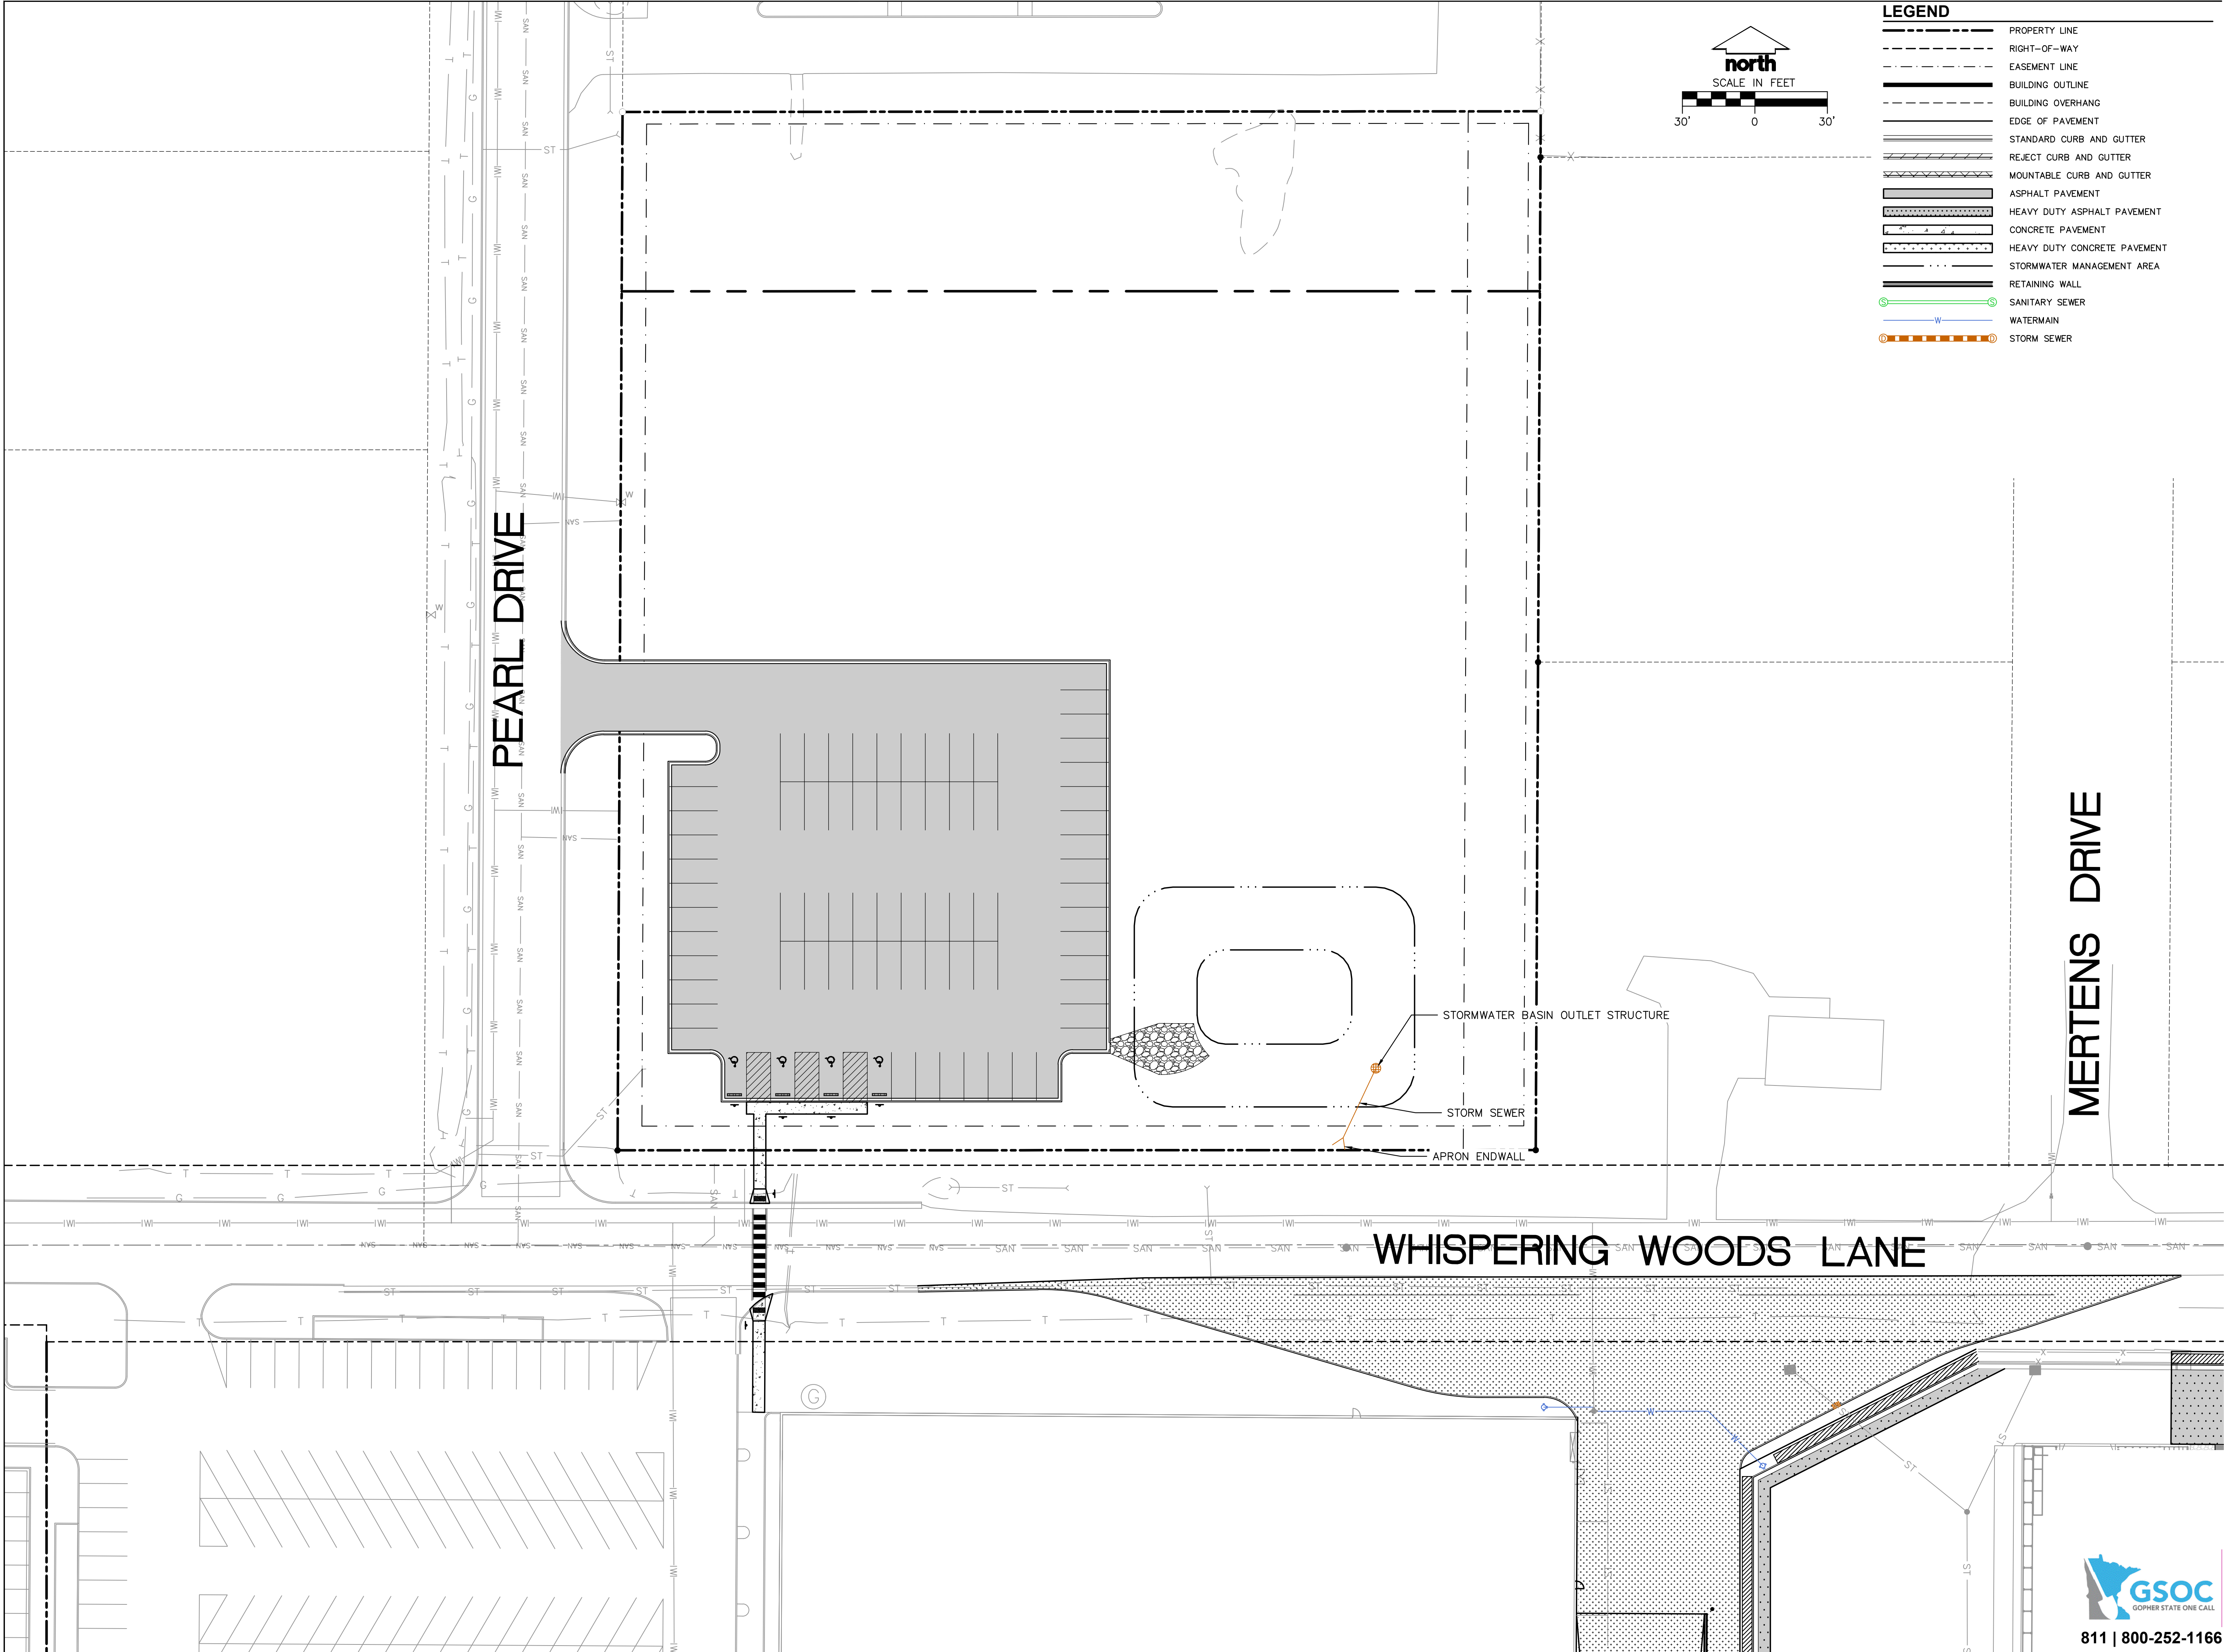 LEGEND
PROPERTY LINE
RIGHT-OF-WAY
EASEMENT LINE
BUILDING OUTLINE
BUILDING OVERHANG
EDGE OF PAVEMENT
STANDARD CURB AND GUTTER
REJECT CURB AND GUTTER
MOUNTABLE CURB AND GUTTER
ASPHALT PAVEMENT
HEAVY DUTY ASPHALT PAVEMENT
CONCRETE PAVEMENT
HEAVY DUTY CONCRETE PAVEMENT
STORMWATER MANAGEMENT AREA
RETAINING WALL
S S SANITARY SEWER
W WATERMAIN
D D STORM SEWER
north
SCALE IN FEET
30' 0 30'
PEARL DRIVE
MERTENS DRIVE
STORMWATER BASIN OUTLET STRUCTURE
STORM SEWER
APRON ENDWALL
WHISPERING WOODS LANE
G
GSOC
GOPHER STATE ONE CALL
811 | 800-252-1166